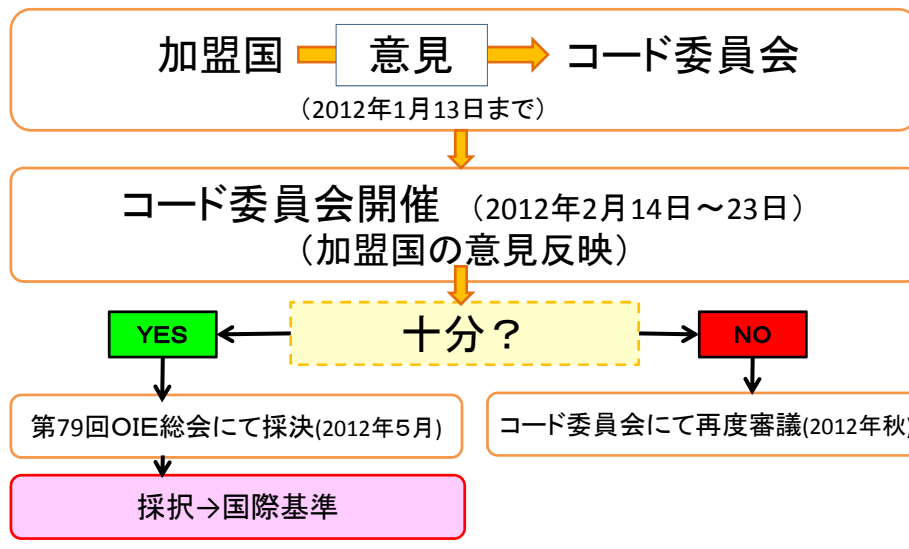 加盟国 意見 コード委員会
（2012年1月13日まで）
コード委員会開催 （2012年2月14日～23日）
（加盟国の意見反映）
十分？
YES
NO
第79回OIE総会にて採決(2012年５月)
コード委員会にて再度審議(2012年秋)
採択→国際基準